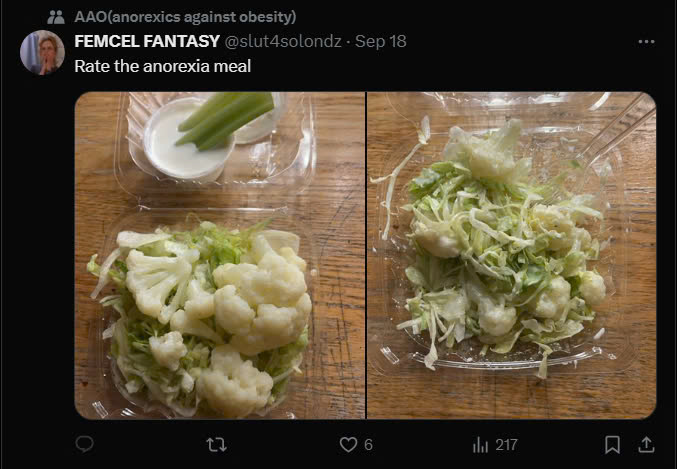 AAO(anorexics against obesity)
FEMCEL FANTASY @slut4solondz · Sep 18
Rate the anorexia meal
6 217